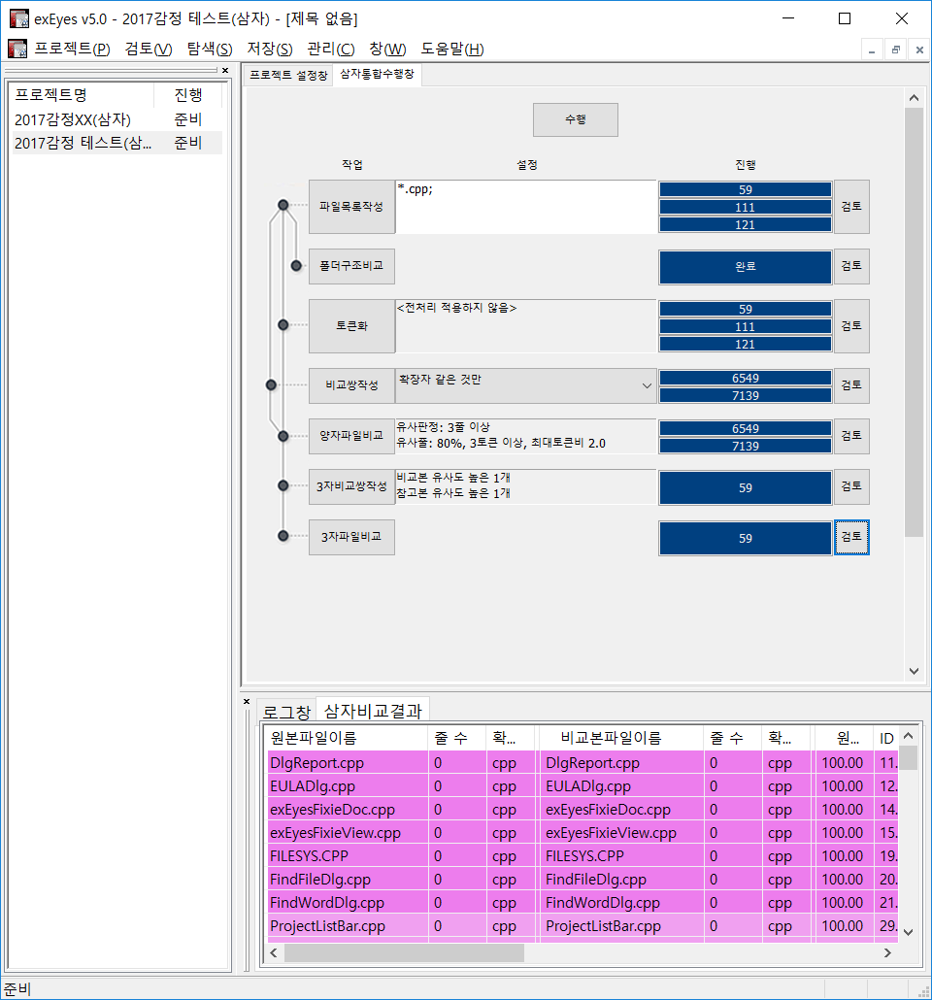 exEyes v5.0 - 2017감정 테스트(삼자) - [제목 없음]
프로젝트(P) 검토(V) 탐색(S) 저장(S) 관리(C) 창(W) 도움말(H)
프로젝트명 진행
2017감정XX(삼자) 준비
2017감정 테스트(삼... 준비
프로젝트 설정창 삼자통합수행창
수행
작업 설정 진행
파일목록작성 *.cpp; 59 검토
111
121
폴더구조비교 완료 검토
토큰화 <전처리 적용하지 않음> 59 검토
111
121
비교쌍작성 확장자 같은 것만 6549 검토
7139
양자파일비교 유사판정: 3줄 이상 6549 검토
유사줄: 80%, 3토큰 이상, 최대토큰비 2.0 7139
3자비교쌍작성 비교본 유사도 높은 1개 59 검토
참고본 유사도 높은 1개
3자파일비교 59 검토
로그창 삼자비교결과
원본파일이름 줄 수 확... 비교본파일이름 줄 수 확... 원... ID
DlgReport.cpp 0 cpp DlgReport.cpp 0 cpp 100.00 11.
EULADlg.cpp 0 cpp EULADlg.cpp 0 cpp 100.00 12.
exEyesFixieDoc.cpp 0 cpp exEyesFixieDoc.cpp 0 cpp 100.00 14.
exEyesFixieView.cpp 0 cpp exEyesFixieView.cpp 0 cpp 100.00 15.
FILESYS.CPP 0 cpp FILESYS.CPP 0 cpp 100.00 19.
FindFileDlg.cpp 0 cpp FindFileDlg.cpp 0 cpp 100.00 20.
FindWordDlg.cpp 0 cpp FindWordDlg.cpp 0 cpp 100.00 21.
ProjectListBar.cpp 0 cpp ProjectListBar.cpp 0 cpp 100.00 29.
준비